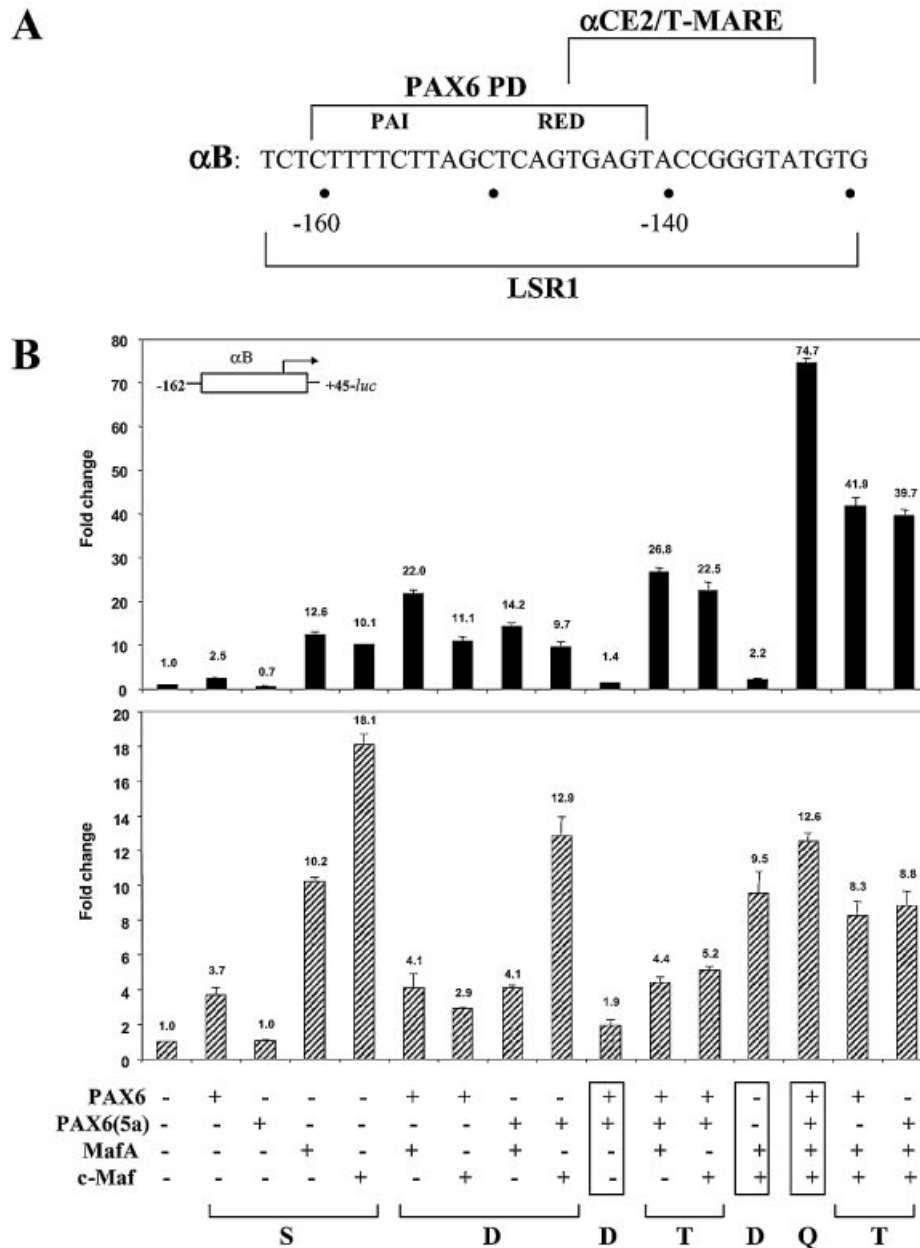 A
αCE2/T-MARE
PAX6 PD
PAI RED
αB: TCTCTTTTCTTAGCTCAGTGAGTACCGGGTATGTG
-160 -140
LSR1
B
80
70
60
50
40
30
20
10
0
Fold change
αB
-162 +45-luc
1.0 2.5 0.7 12.6 10.1 22.0 11.1 14.2 9.7 1.4 26.8 22.5 2.2 74.7 41.9 39.7
20
18
16
14
12
10
8
6
4
2
0
Fold change
1.0 3.7 1.0 10.2 18.1 4.1 2.9 4.1 12.9 1.9 4.4 5.2 9.5 12.6 8.3 8.8
PAX6 - + - - - + + - - + + + - + + -
PAX6(5a) - - + - - - - + + + + + - + - +
MafA - - - + - + - + - - + - + + + +
c-Maf - - - - + - + - + - - + + + + +
S D D T D Q T